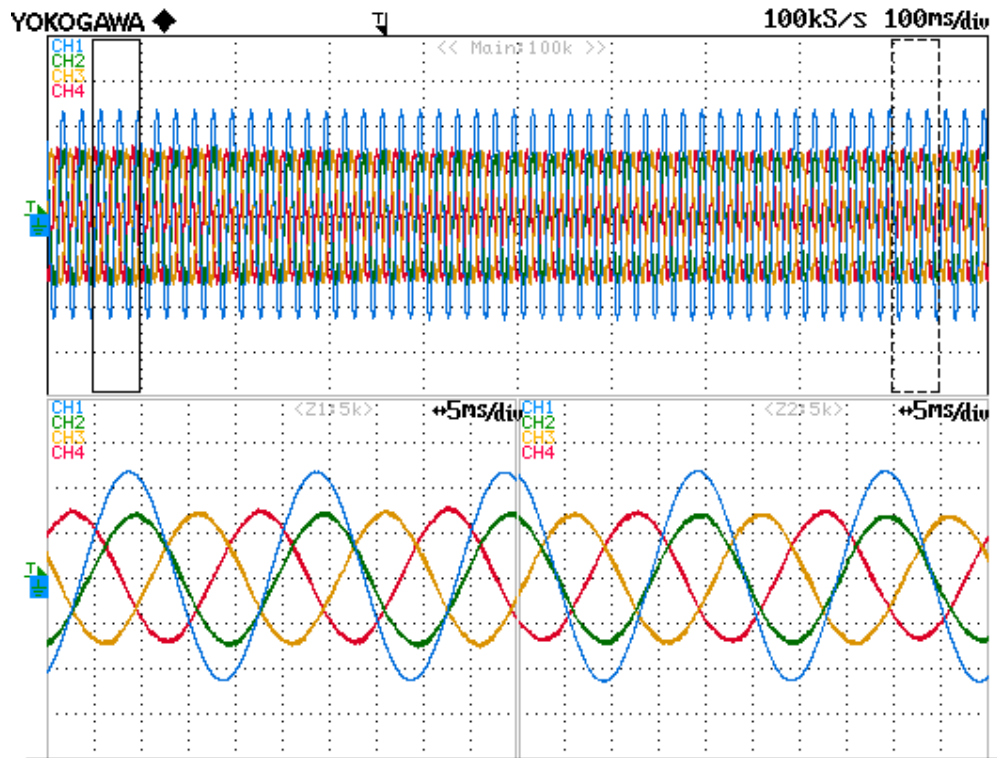 YOKOGAWA ◆ T 100kS/s 100ms/div
CH1 << Main:100k >>
CH2
CH3
CH4
T
CH1 <Z1:5k> ↔5ms/div CH1 <Z2:5k> ↔5ms/div
CH2 CH2
CH3 CH3
CH4 CH4
T